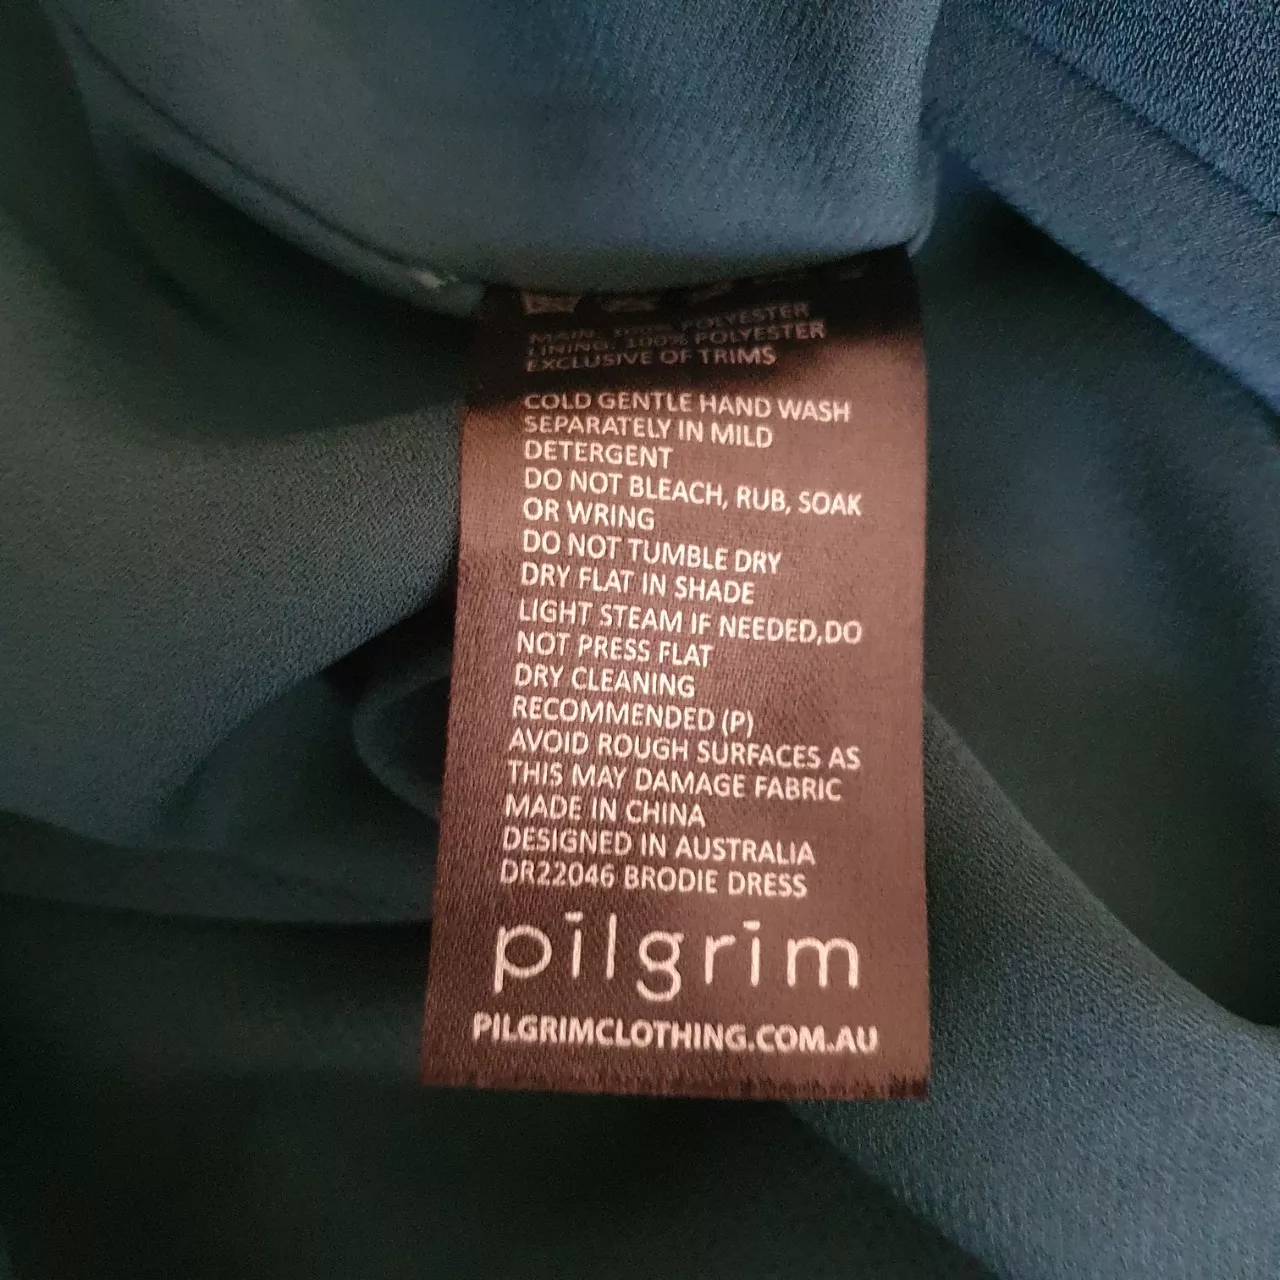 MAIN: 100% POLYESTER
LINING: 100% POLYESTER
EXCLUSIVE OF TRIMS
COLD GENTLE HAND WASH
SEPARATELY IN MILD
DETERGENT
DO NOT BLEACH, RUB, SOAK
OR WRING
DO NOT TUMBLE DRY
DRY FLAT IN SHADE
LIGHT STEAM IF NEEDED,DO
NOT PRESS FLAT
DRY CLEANING
RECOMMENDED (P)
AVOID ROUGH SURFACES AS
THIS MAY DAMAGE FABRIC
MADE IN CHINA
DESIGNED IN AUSTRALIA
DR22046 BRODIE DRESS
pīlgrīm
PILGRIMCLOTHING.COM.AU